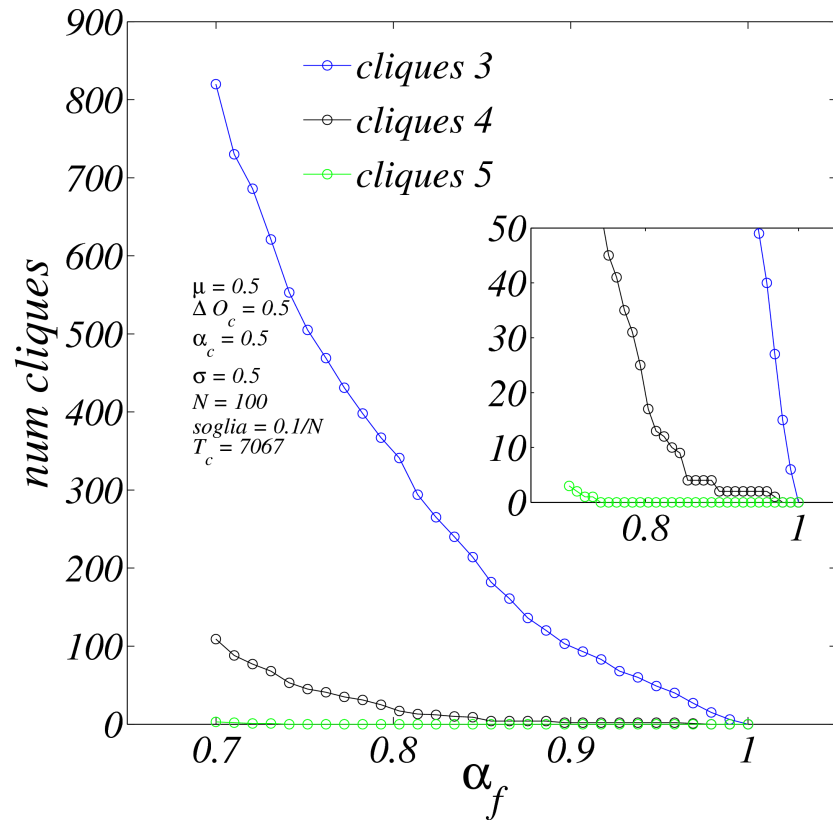 900
800
700
600
500
400
300
200
100
0
num cliques
cliques 3
cliques 4
cliques 5
μ = 0.5
Δ O_c = 0.5
α_c = 0.5
σ = 0.5
N = 100
soglia = 0.1/N
T_c = 7067
50
40
30
20
10
0
0.8 1
0.7 0.8 0.9 1
α_f